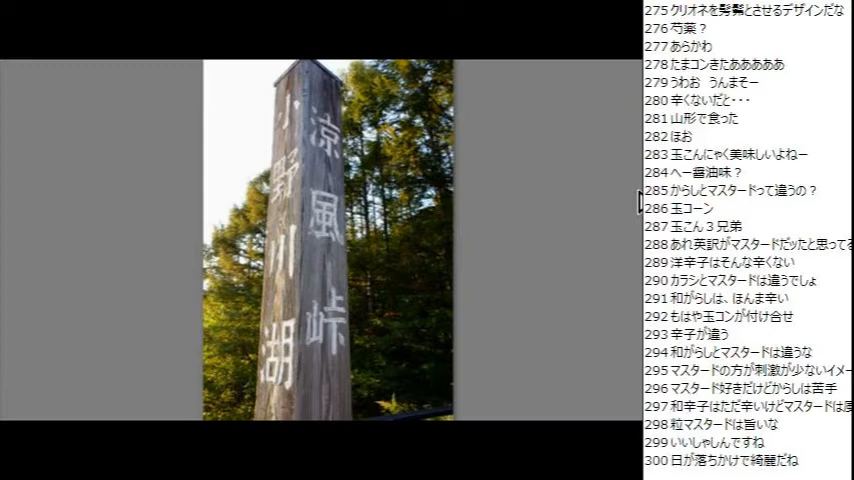 涼風峠
小野川湖
275 クリオネを髣髴とさせるデザインだな
276 芍薬？
277 あらかわ
278 たまコンきたあああああ
279 うわお　うんまそー
280 辛くないだと・・・
281 山形で食った
282 ほお
283 玉こんにゃく美味しいよねー
284 へー醤油味？
285 からしとマスタードって違うの？
286 玉コーン
287 玉こん３兄弟
288 あれ英訳がマスタードだッたと思ってる
289 洋辛子はそんな辛くない
290 カラシとマスタードは違うでしょ
291 和がらしは、ほんま辛い
292 もはや玉コンが付け合せ
293 辛子が違う
294 和がらしとマスタードは違うな
295 マスタードの方が刺激が少ないイメー
296 マスタード好きだけどからしは苦手
297 和辛子はただ辛いけどマスタードは
298 粒マスタードは旨いな
299 いいしゃしんですね
300 日が落ちかけで綺麗だね